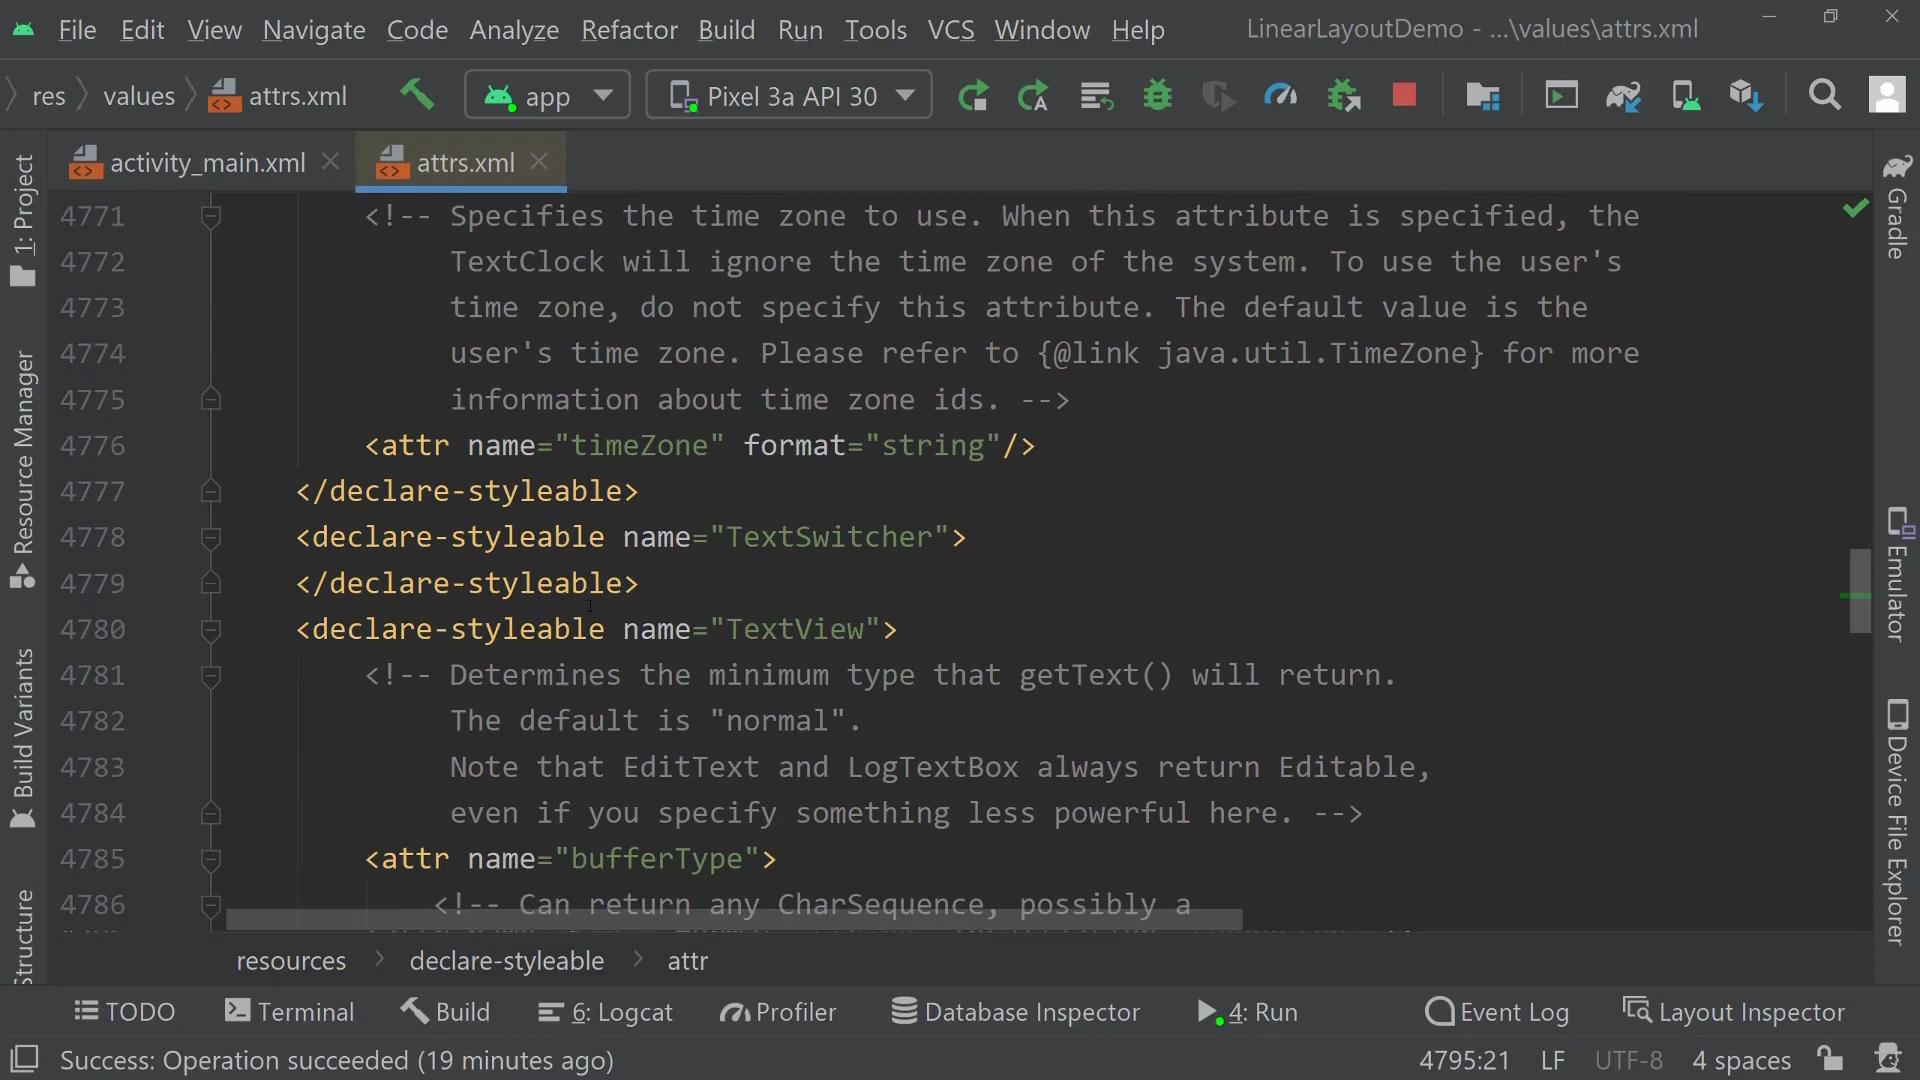 File Edit View Navigate Code Analyze Refactor Build Run Tools VCS Window Help LinearLayoutDemo - ...\values\attrs.xml
res values attrs.xml app Pixel 3a API 30
activity_main.xml attrs.xml
4771 <!-- Specifies the time zone to use. When this attribute is specified, the
4772 TextClock will ignore the time zone of the system. To use the user's
4773 time zone, do not specify this attribute. The default value is the
4774 user's time zone. Please refer to {@link java.util.TimeZone} for more
4775 information about time zone ids. -->
4776 <attr name="timeZone" format="string"/>
4777 </declare-styleable>
4778 <declare-styleable name="TextSwitcher">
4779 </declare-styleable>
4780 <declare-styleable name="TextView">
4781 <!-- Determines the minimum type that getText() will return.
4782 The default is "normal".
4783 Note that EditText and LogTextBox always return Editable,
4784 even if you specify something less powerful here. -->
4785 <attr name="bufferType">
4786 <!-- Can return any CharSequence, possibly a
1: Project
Resource Manager
Build Variants
Structure
Gradle
Emulator
Device File Explorer
resources declare-styleable attr
TODO Terminal Build 6: Logcat Profiler Database Inspector 4: Run Event Log Layout Inspector
Success: Operation succeeded (19 minutes ago) 4795:21 LF UTF-8 4 spaces